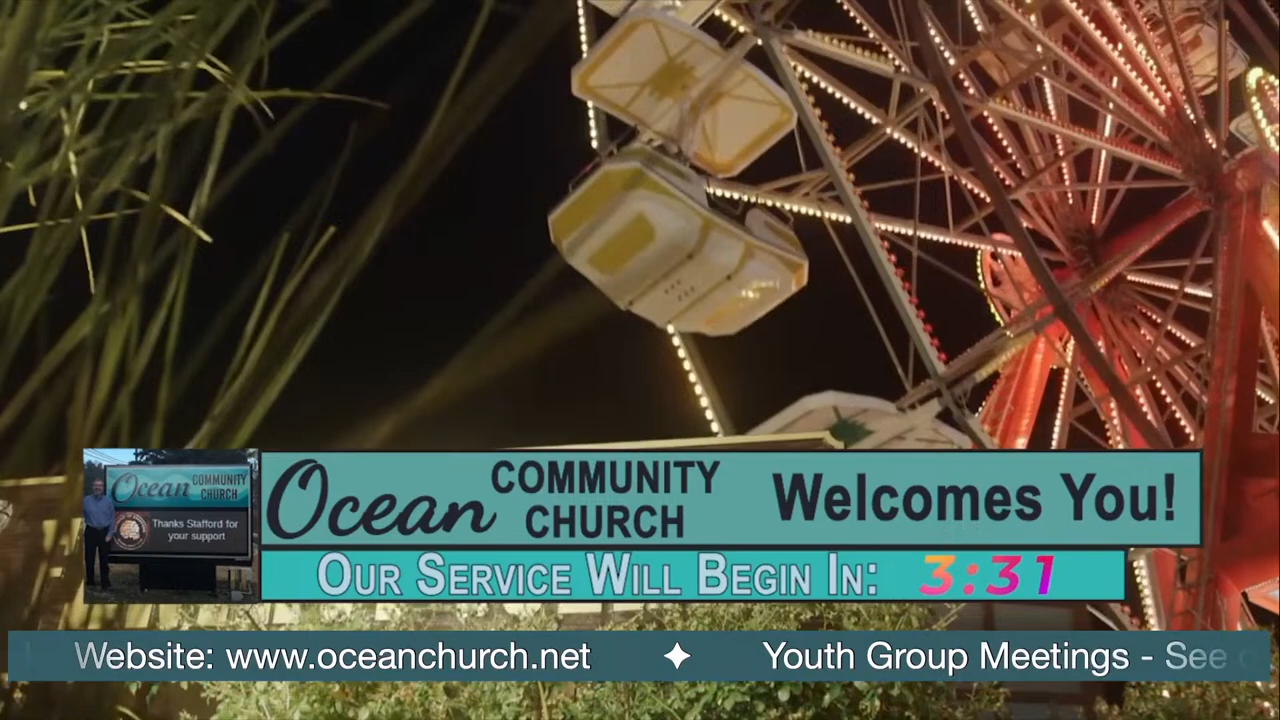 Ocean COMMUNITY CHURCH
Thanks Stafford for
your support
Ocean COMMUNITY CHURCH Welcomes You!
Our Service Will Begin In: 3:31
Website: www.oceanchurch.net ✦ Youth Group Meetings - See